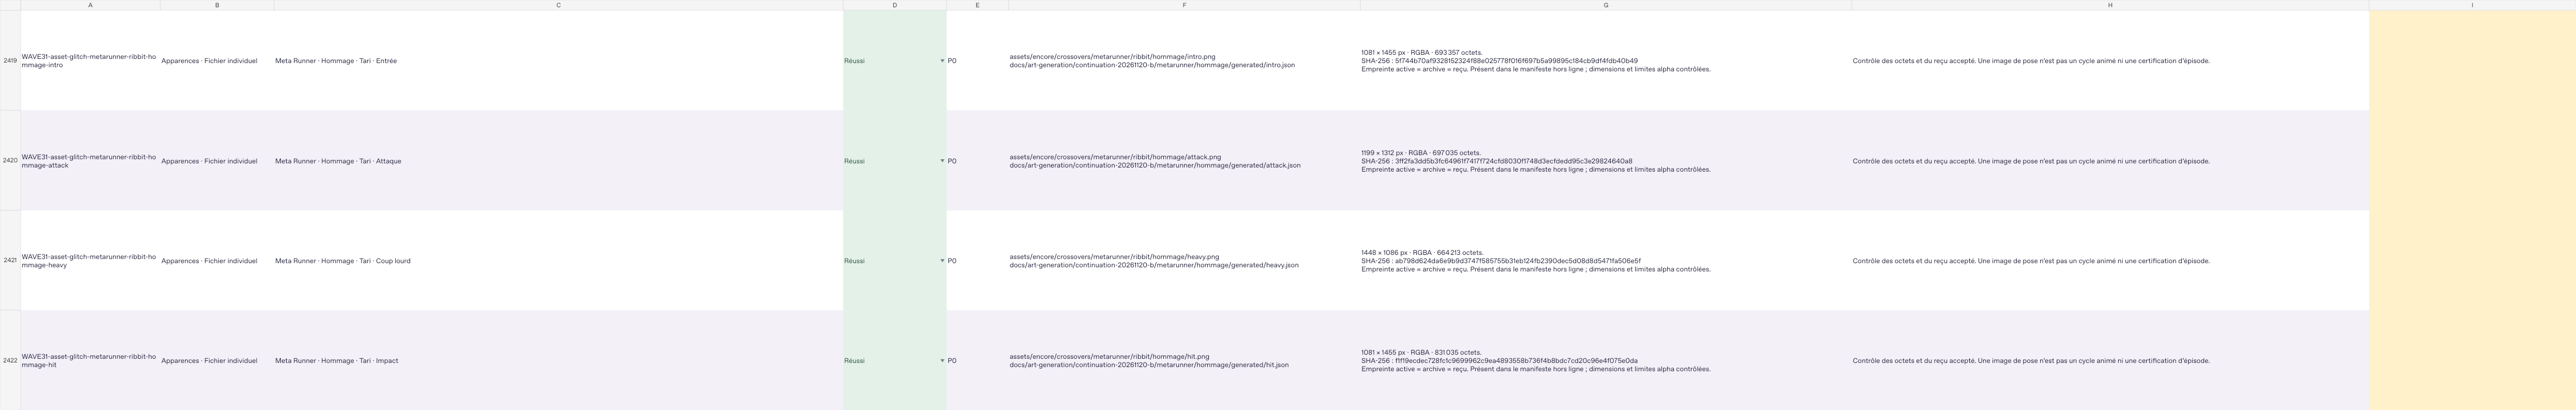 A B C D E F G H I
2419
WAVE31-asset-glitch-metarunner-ribbit-ho
mmage-intro
Apparences · Fichier individuel
Meta Runner · Hommage · Tari · Entrée
Réussi
P0
assets/encore/crossovers/metarunner/ribbit/hommage/intro.png
docs/art-generation/continuation-20261120-b/metarunner/hommage/generated/intro.json
1081 × 1455 px · RGBA · 693 357 octets.
SHA-256 : 5f744b70af9328152324f88e025778f016f697b5a99895c184cb9df4fdb40b49
Empreinte active = archive = reçu. Présent dans le manifeste hors ligne ; dimensions et limites alpha contrôlées.
Contrôle des octets et du reçu accepté. Une image de pose n'est pas un cycle animé ni une certification d'épisode.
2420
WAVE31-asset-glitch-metarunner-ribbit-ho
mmage-attack
Apparences · Fichier individuel
Meta Runner · Hommage · Tari · Attaque
Réussi
P0
assets/encore/crossovers/metarunner/ribbit/hommage/attack.png
docs/art-generation/continuation-20261120-b/metarunner/hommage/generated/attack.json
1199 × 1312 px · RGBA · 697 035 octets.
SHA-256 : 3ff2fa3dd5b3fc64961f7417f724cfd8030f1748d3ecfdedd95c3e29824640a8
Empreinte active = archive = reçu. Présent dans le manifeste hors ligne ; dimensions et limites alpha contrôlées.
Contrôle des octets et du reçu accepté. Une image de pose n'est pas un cycle animé ni une certification d'épisode.
2421
WAVE31-asset-glitch-metarunner-ribbit-ho
mmage-heavy
Apparences · Fichier individuel
Meta Runner · Hommage · Tari · Coup lourd
Réussi
P0
assets/encore/crossovers/metarunner/ribbit/hommage/heavy.png
docs/art-generation/continuation-20261120-b/metarunner/hommage/generated/heavy.json
1448 × 1086 px · RGBA · 664 213 octets.
SHA-256 : ab798d624da6e9b9d3747f585755b31eb124fb2390dec5d08d8d5471fa506e5f
Empreinte active = archive = reçu. Présent dans le manifeste hors ligne ; dimensions et limites alpha contrôlées.
Contrôle des octets et du reçu accepté. Une image de pose n'est pas un cycle animé ni une certification d'épisode.
2422
WAVE31-asset-glitch-metarunner-ribbit-ho
mmage-hit
Apparences · Fichier individuel
Meta Runner · Hommage · Tari · Impact
Réussi
P0
assets/encore/crossovers/metarunner/ribbit/hommage/hit.png
docs/art-generation/continuation-20261120-b/metarunner/hommage/generated/hit.json
1081 × 1455 px · RGBA · 831 035 octets.
SHA-256 : f1f19ecdec728fc1c9699962c9ea4893558b736f4b8bdc7cd20c96e4f075e0da
Empreinte active = archive = reçu. Présent dans le manifeste hors ligne ; dimensions et limites alpha contrôlées.
Contrôle des octets et du reçu accepté. Une image de pose n'est pas un cycle animé ni une certification d'épisode.